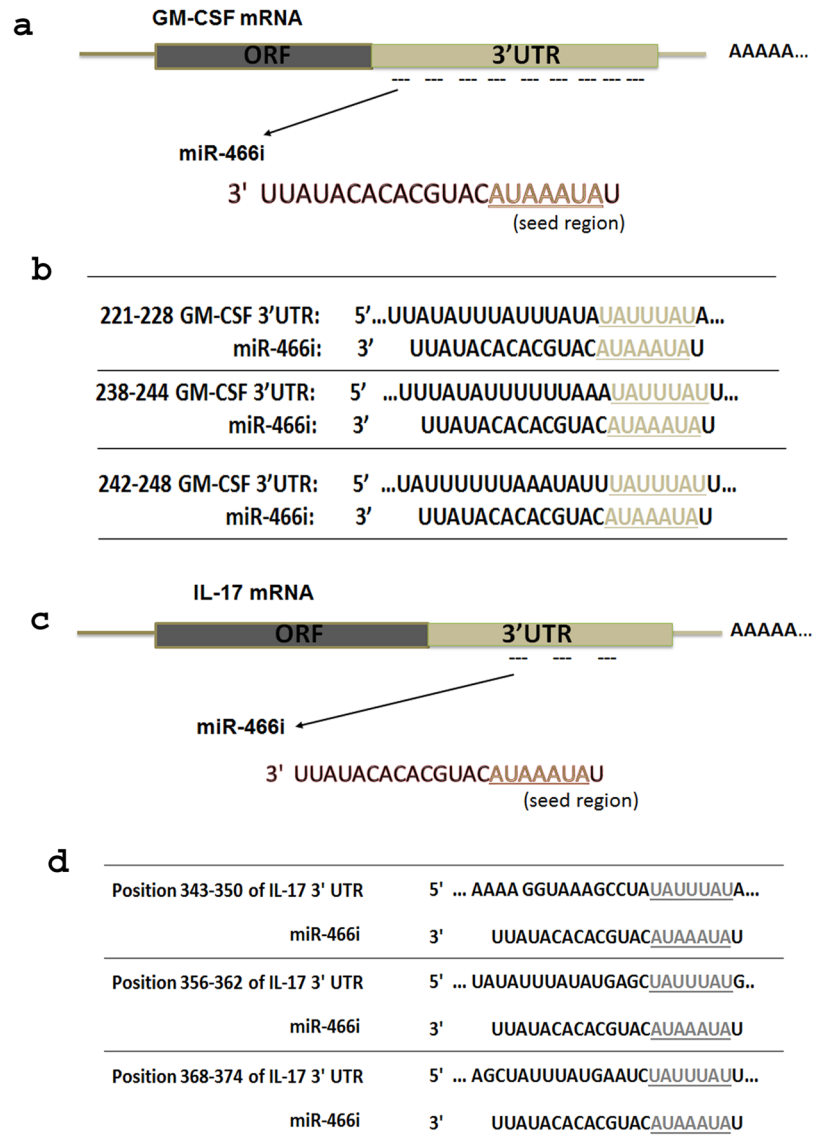 a
GM-CSF mRNA
ORF 3'UTR AAAAA...
--- --- --- --- --- --- --- --- ---
miR-466i
3' UUAUACACACGUACAUAAAUAU
(seed region)
b
221-228 GM-CSF 3'UTR: 5'...UUAUAUUUAUUUAUAUAUUUAUA...
miR-466i: 3' UUAUACACACGUACAUAAAUAU
238-244 GM-CSF 3'UTR: 5' ...UUUAUAUUUUUUAAAUAUUUAUU...
miR-466i: 3' UUAUACACACGUACAUAAAUAU
242-248 GM-CSF 3'UTR: 5' ...UAUUUUUUAAAUAUUUAUUUAUU...
miR-466i: 3' UUAUACACACGUACAUAAAUAU
IL-17 mRNA
c
ORF 3'UTR AAAAA...
--- --- ---
miR-466i
3' UUAUACACACGUACAUAAAUAU
(seed region)
d
Position 343-350 of IL-17 3' UTR 5' ... AAAA GGUAAAGCCUAUAUUUAUA...
miR-466i 3' UUAUACACACGUACAUAAAUAU
Position 356-362 of IL-17 3' UTR 5' ... UAUAUUUAUAUGAGCUAUUUAUG..
miR-466i 3' UUAUACACACGUACAUAAAUAU
Position 368-374 of IL-17 3' UTR 5' ... AGCUAUUUAUGAAUCUAUUUAUU...
miR-466i 3' UUAUACACACGUACAUAAAUAU